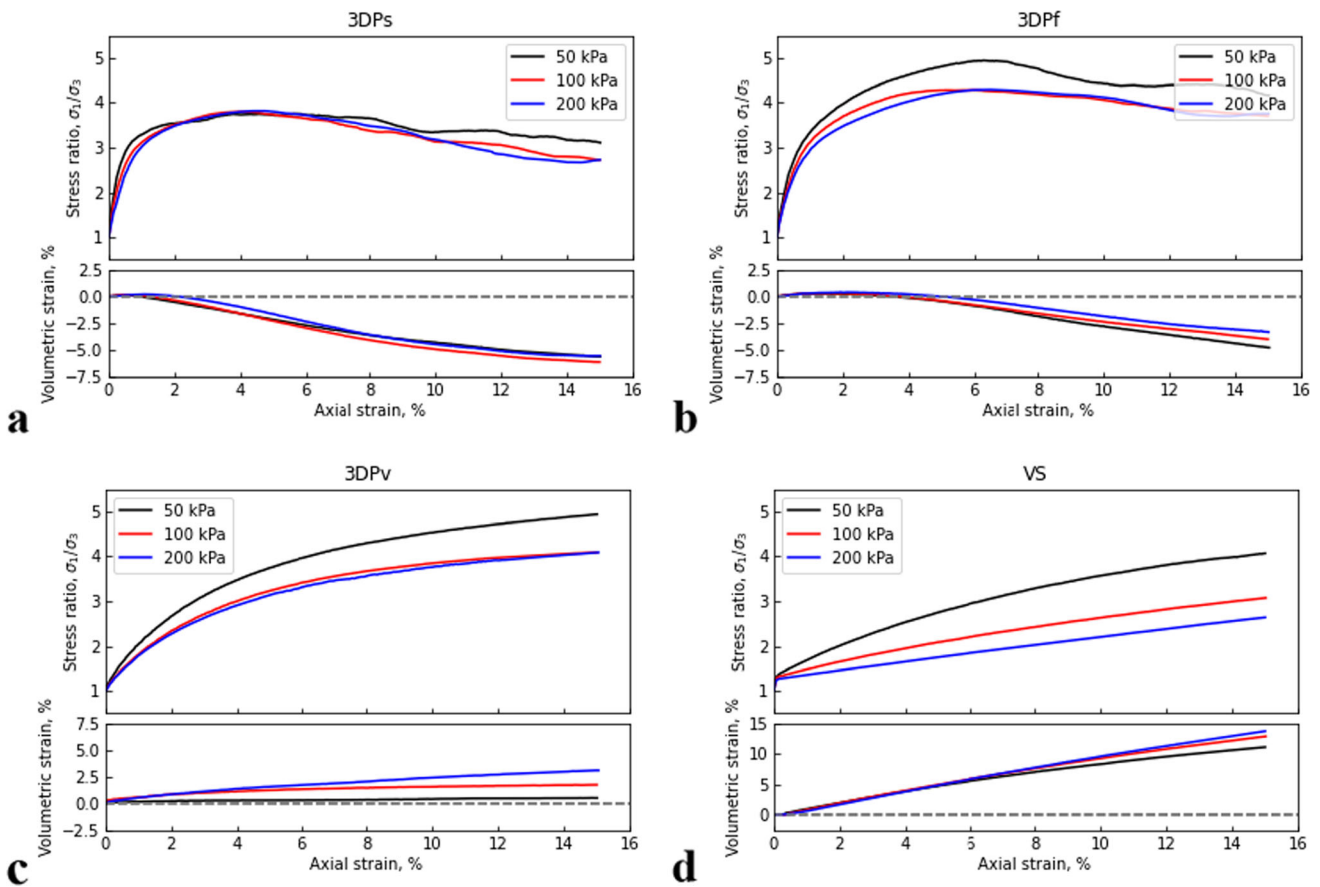 3DPs
5
4
3
2
1
Stress ratio, σ1/σ3
50 kPa
100 kPa
200 kPa
2.5
0.0
−2.5
−5.0
−7.5
Volumetric strain, %
0 2 4 6 8 10 12 14 16
Axial strain, %
a
3DPf
5
4
3
2
1
Stress ratio, σ1/σ3
50 kPa
100 kPa
200 kPa
2.5
0.0
−2.5
−5.0
−7.5
Volumetric strain, %
0 2 4 6 8 10 12 14 16
Axial strain, %
b
3DPv
5
4
3
2
1
Stress ratio, σ1/σ3
50 kPa
100 kPa
200 kPa
7.5
5.0
2.5
0.0
−2.5
Volumetric strain, %
0 2 4 6 8 10 12 14 16
Axial strain, %
c
VS
5
4
3
2
1
Stress ratio, σ1/σ3
50 kPa
100 kPa
200 kPa
15
10
5
0
Volumetric strain, %
0 2 4 6 8 10 12 14 16
Axial strain, %
d